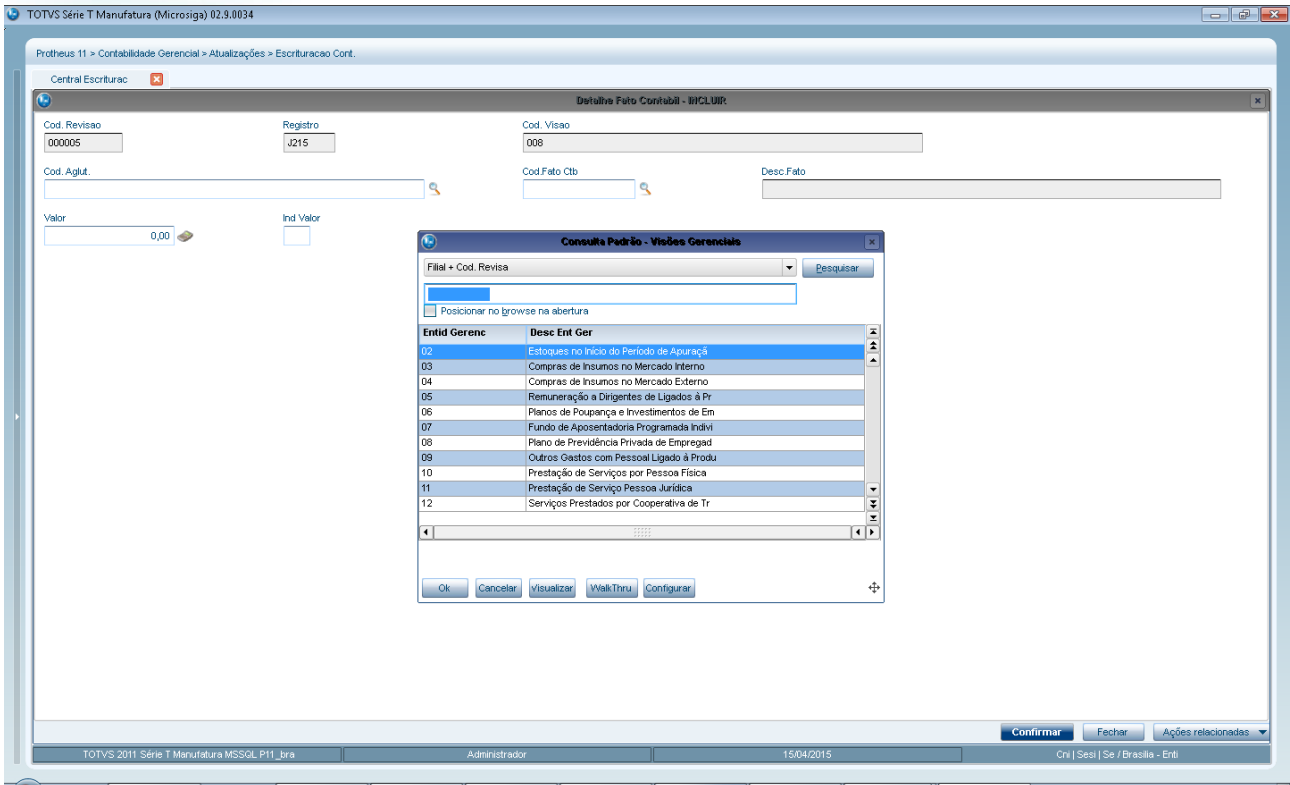 TOTVS Série T Manufatura (Microsiga) 02.9.0034
Protheus 11 > Contabilidade Gerencial > Atualizações > Escrituracao Cont.
Central Escriturac
Detalhe Fato Contabil - INCLUIR
Cod. Revisao Registro Cod. Visao
000005 J215 008
Cod. Aglut. Cod.Fato Ctb Desc.Fato
Valor Ind Valor
0,00
Consulta Padrão - Visões Gerenciais
Filial + Cod. Revisa Pesquisar
Posicionar no browse na abertura
Entid Gerenc Desc Ent Ger
02 Estoques no Início do Período de Apuraçã
03 Compras de Insumos no Mercado Interno
04 Compras de Insumos no Mercado Externo
05 Remuneração a Dirigentes de Ligados à Pr
06 Planos de Poupança e Investimentos de Em
07 Fundo de Aposentadoria Programada Indivi
08 Plano de Previdência Privada de Empregad
09 Outros Gastos com Pessoal Ligado à Produ
10 Prestação de Serviços por Pessoa Física
11 Prestação de Serviço Pessoa Jurídica
12 Serviços Prestados por Cooperativa de Tr
Ok Cancelar Visualizar WalkThru Configurar
Confirmar Fechar Ações relacionadas
TOTVS 2011 Série T Manufatura MSSQL P11_bra Administrador 15/04/2015 Cni | Sesi | Se / Brasilia - Enti